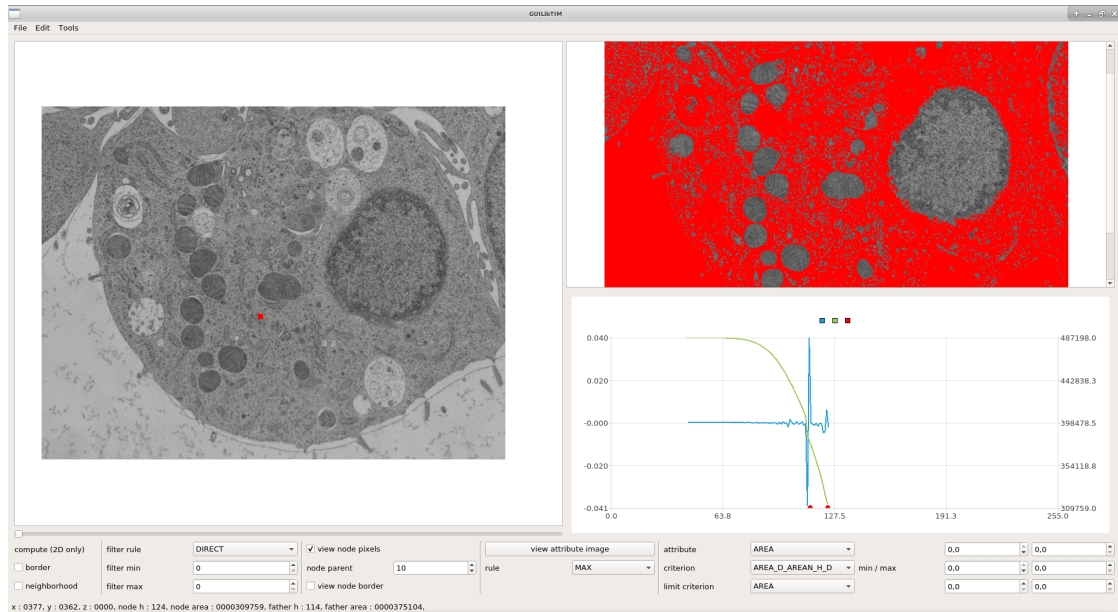 GUILibTIM
File Edit Tools
0.040 487198.0
0.020 442838.3
-0.000 398478.5
-0.020 354118.8
-0.041 309759.0
0.0 63.8 127.5 191.3 255.0
compute (2D only) filter rule DIRECT view node pixels view attribute image attribute AREA 0,0 0,0
border filter min 0 node parent 10 rule MAX criterion AREA_D_AREAN_H_D min / max 0,0 0,0
neighborhood filter max 0 view node border limit criterion AREA 0,0 0,0
x : 0377, y : 0362, z : 0000, node h : 124, node area : 0000309759, father h : 114, father area : 0000375104,